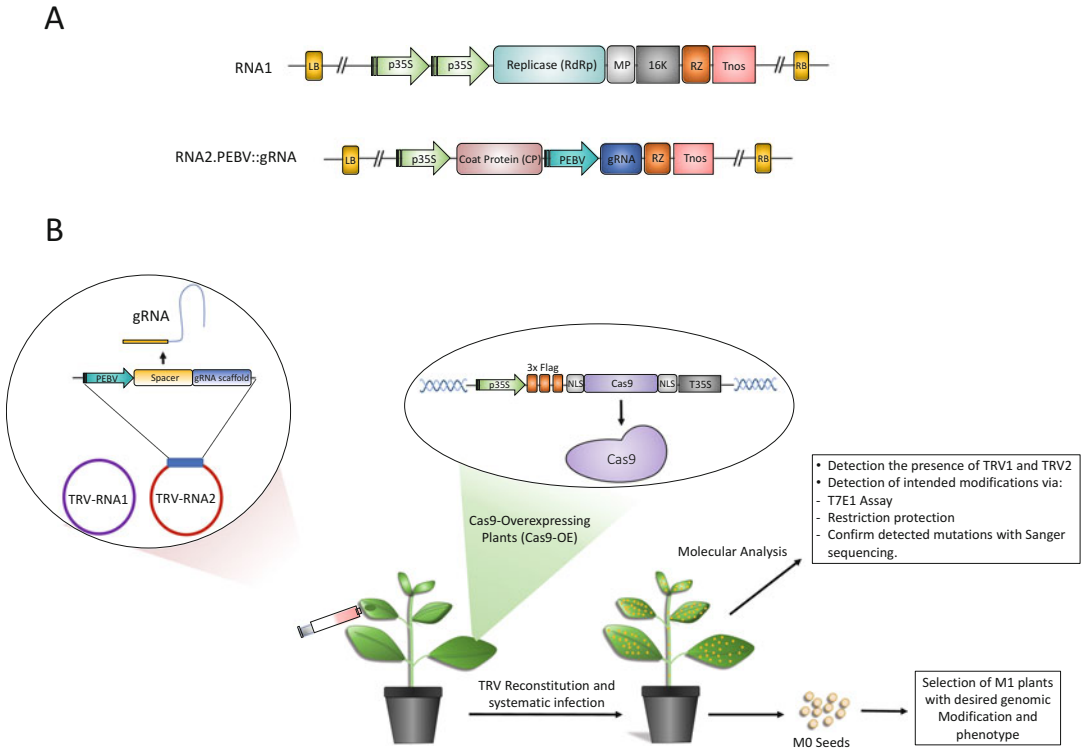 A
RNA1
LB
p35S
p35S
Replicase (RdRp)
MP
16K
RZ
Tnos
RB
RNA2.PEBV::gRNA
LB
p35S
Coat Protein (CP)
PEBV
gRNA
RZ
Tnos
RB
B
gRNA
PEBV
Spacer
gRNA scaffold
TRV-RNA1
TRV-RNA2
3x Flag
p35S
NLS
Cas9
NLS
T35S
Cas9
Cas9-Overexpressing
Plants (Cas9-OE)
Molecular Analysis
• Detection the presence of TRV1 and TRV2
• Detection of intended modifications via:
- T7E1 Assay
- Restriction protection
- Confirm detected mutations with Sanger
sequencing.
TRV Reconstitution and
systematic infection
M0 Seeds
Selection of M1 plants
with desired genomic
Modification and
phenotype